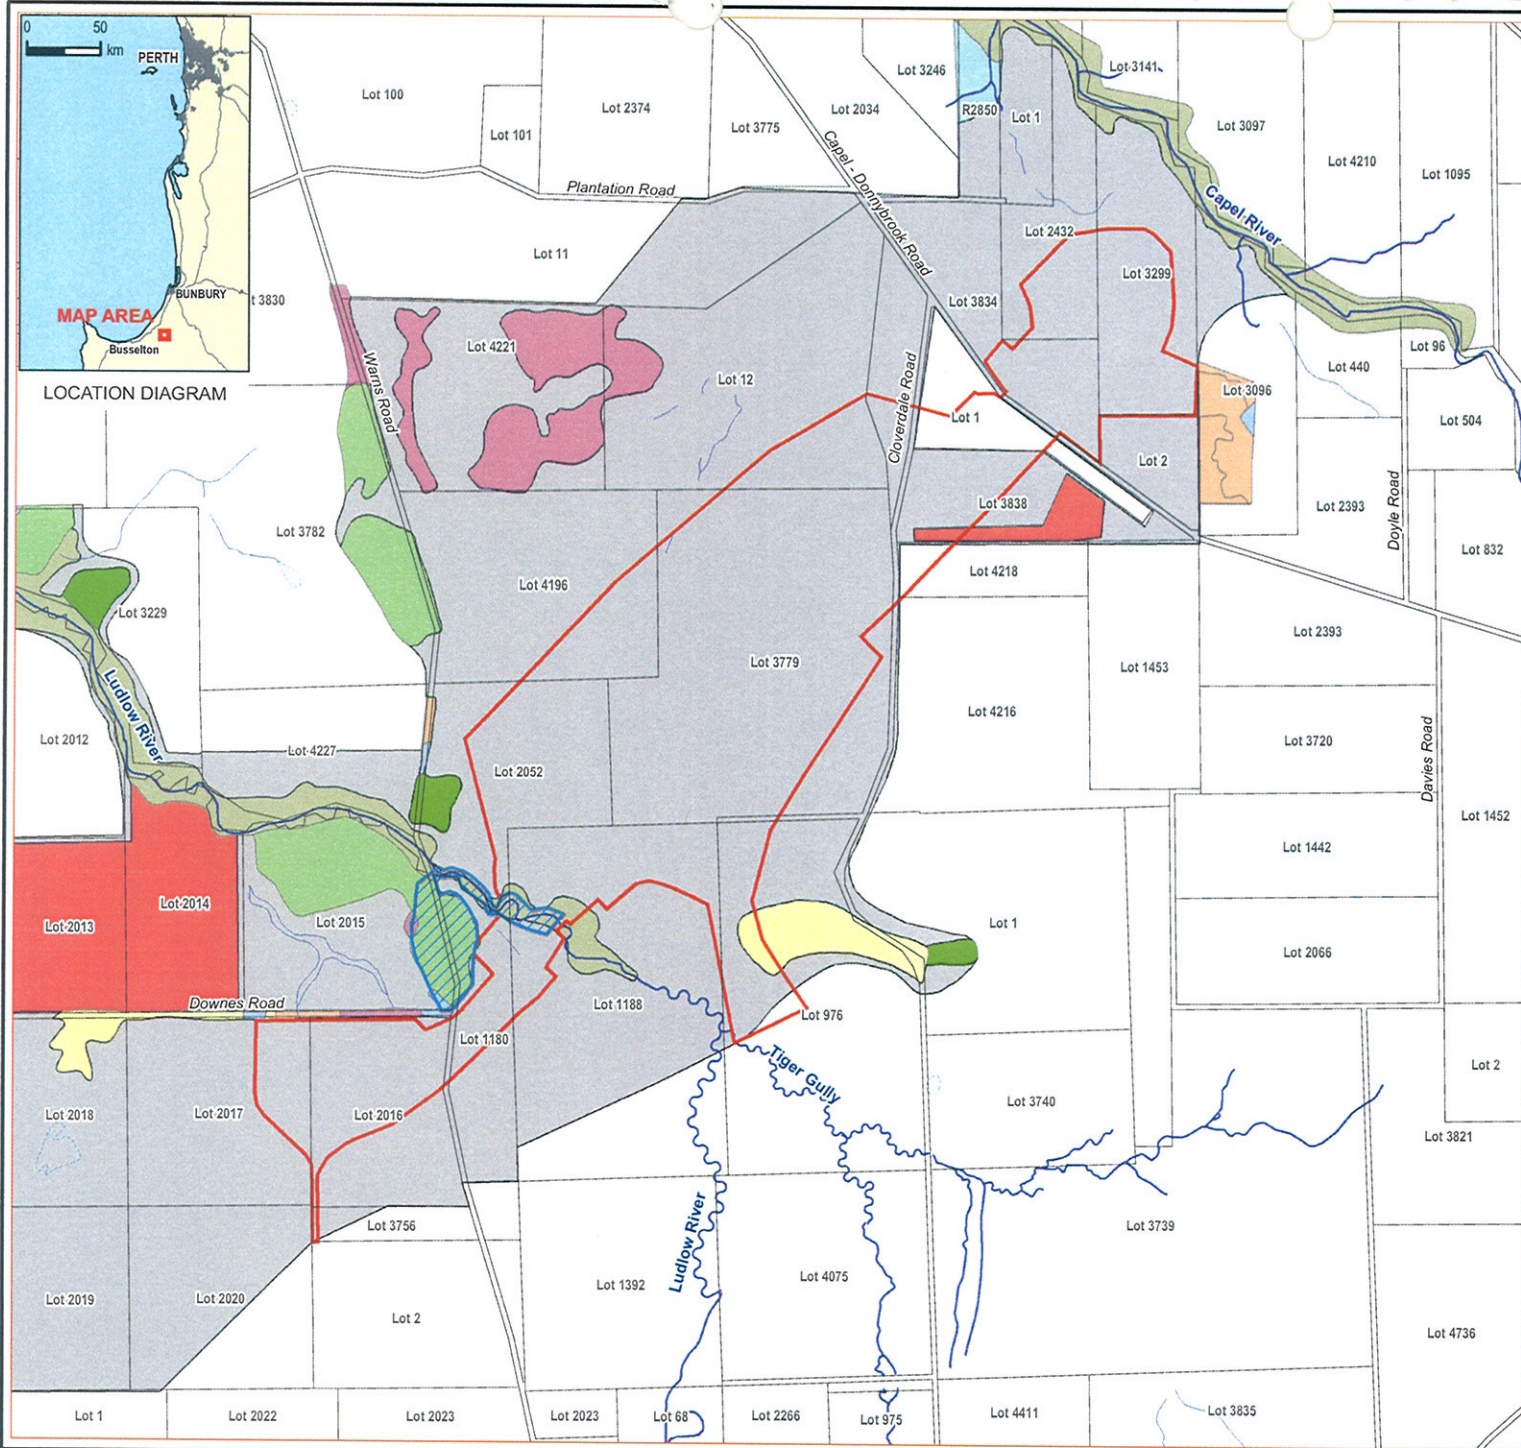 0 50
km
PERTH
BUNBURY
MAP AREA
Busselton
LOCATION DIAGRAM
Lot 100
Lot 101
Lot 2374
Lot 3775
Lot 2034
Lot 3246
R2850
Lot 1
Lot 3141
Lot 3097
Lot 4210
Lot 1095
Plantation Road
Capel - Donnybrook Road
Capel River
Lot 11
Lot 2432
Lot 3299
t 3830
Lot 3834
Lot 4221
Warns Road
Lot 12
Cloverdale Road
Lot 1
Lot 3096
Lot 440
Lot 96
Lot 504
Lot 2
Lot 3838
Lot 2393
Doyle Road
Lot 832
Lot 3782
Lot 4196
Lot 4218
Lot 3229
Lot 3779
Lot 1453
Lot 2393
Ludlow River
Lot 2012
Lot 4227
Lot 2052
Lot 4216
Lot 3720
Davies Road
Lot 1452
Lot 1442
Lot 2013
Lot 2014
Lot 2015
Lot 1
Lot 2066
Downes Road
Lot 1188
Lot 976
Lot 1180
Tiger Gully
Lot 2
Lot 2018
Lot 2017
Lot 2016
Lot 3740
Lot 3821
Lot 3756
Ludlow River
Lot 3739
Lot 2019
Lot 2020
Lot 2
Lot 1392
Lot 4075
Lot 4736
Lot 1
Lot 2022
Lot 2023
Lot 2023
Lot 68
Lot 2266
Lot 975
Lot 4411
Lot 3835